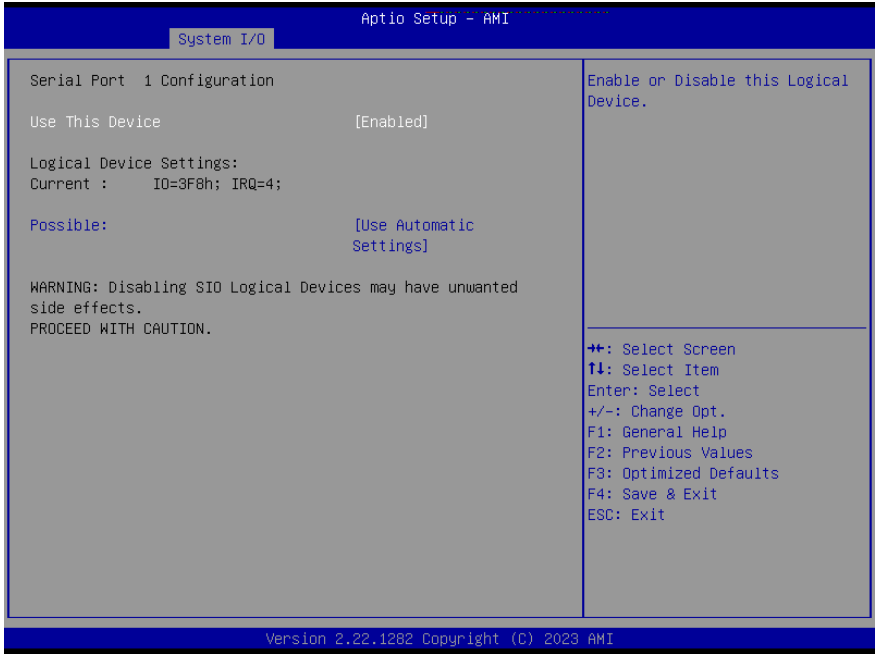 Aptio Setup - AMI
System I/O
Serial Port 1 Configuration
Use This Device [Enabled]
Logical Device Settings:
Current : IO=3F8h; IRQ=4;
Possible: [Use Automatic
Settings]
WARNING: Disabling SIO Logical Devices may have unwanted
side effects.
PROCEED WITH CAUTION.
Enable or Disable this Logical
Device.
→←: Select Screen
↑↓: Select Item
Enter: Select
+/-: Change Opt.
F1: General Help
F2: Previous Values
F3: Optimized Defaults
F4: Save & Exit
ESC: Exit
Version 2.22.1282 Copyright (C) 2023 AMI